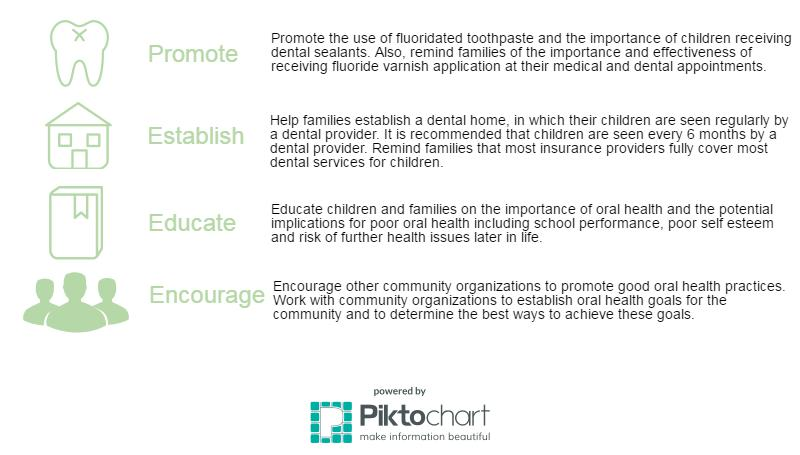 Promote
Promote the use of fluoridated toothpaste and the importance of children receiving
dental sealants. Also, remind families of the importance and effectiveness of
receiving fluoride varnish application at their medical and dental appointments.
Establish
Help families establish a dental home, in which their children are seen regularly by
a dental provider. It is recommended that children are seen every 6 months by a
dental provider. Remind families that most insurance providers fully cover most
dental services for children.
Educate
Educate children and families on the importance of oral health and the potential
implications for poor oral health including school performance, poor self esteem
and risk of further health issues later in life.
Encourage
Encourage other community organizations to promote good oral health practices.
Work with community organizations to establish oral health goals for the
community and to determine the best ways to achieve these goals.
powered by
Piktochart
make information beautiful